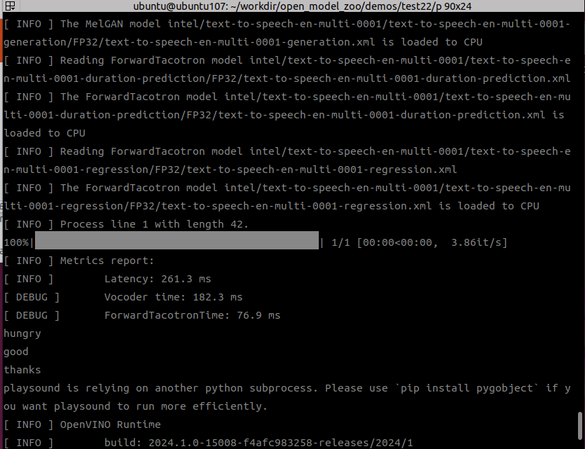 ubuntu@ubuntu107: ~/workdir/open_model_zoo/demos/test22/p 90x24
[ INFO ] The MelGAN model intel/text-to-speech-en-multi-0001/text-to-speech-en-multi-0001-
generation/FP32/text-to-speech-en-multi-0001-generation.xml is loaded to CPU
[ INFO ] Reading ForwardTacotron model intel/text-to-speech-en-multi-0001/text-to-speech-e
n-multi-0001-duration-prediction/FP32/text-to-speech-en-multi-0001-duration-prediction.xml
[ INFO ] The ForwardTacotron model intel/text-to-speech-en-multi-0001/text-to-speech-en-mu
lti-0001-duration-prediction/FP32/text-to-speech-en-multi-0001-duration-prediction.xml is
loaded to CPU
[ INFO ] Reading ForwardTacotron model intel/text-to-speech-en-multi-0001/text-to-speech-e
n-multi-0001-regression/FP32/text-to-speech-en-multi-0001-regression.xml
[ INFO ] The ForwardTacotron model intel/text-to-speech-en-multi-0001/text-to-speech-en-mu
lti-0001-regression/FP32/text-to-speech-en-multi-0001-regression.xml is loaded to CPU
[ INFO ] Process line 1 with length 42.
100%| | 1/1 [00:00<00:00, 3.86it/s]
[ INFO ] Metrics report:
[ INFO ] Latency: 261.3 ms
[ DEBUG ] Vocoder time: 182.3 ms
[ DEBUG ] ForwardTacotronTime: 76.9 ms
hungry
good
thanks
playsound is relying on another python subprocess. Please use `pip install pygobject` if y
ou want playsound to run more efficiently.
[ INFO ] OpenVINO Runtime
[ INFO ] build: 2024.1.0-15008-f4afc983258-releases/2024/1